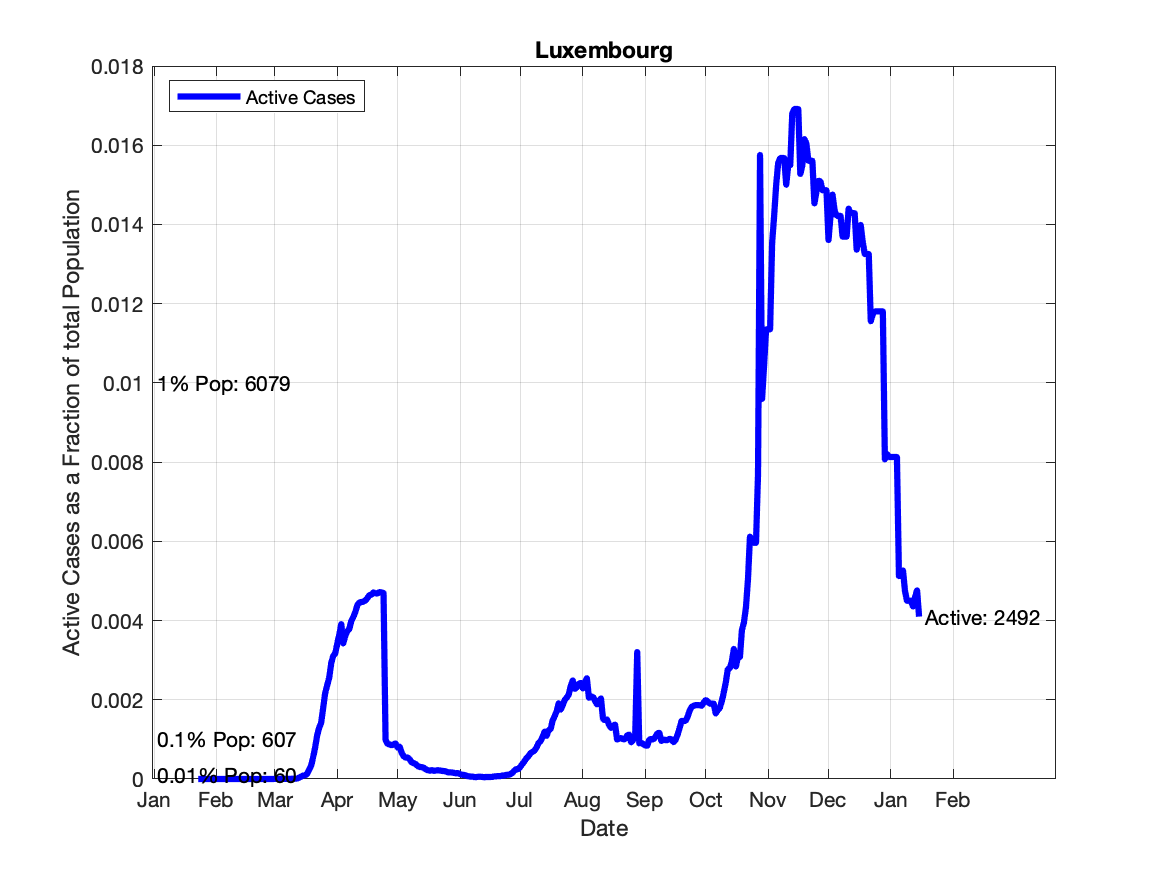 Luxembourg
Active Cases
Active Cases as a Fraction of total Population
0.018
0.016
0.014
0.012
0.01
0.008
0.006
0.004
0.002
0
1% Pop: 6079
0.1% Pop: 607
0.01% Pop: 60
Active: 2492
Jan Feb Mar Apr May Jun Jul Aug Sep Oct Nov Dec Jan Feb
Date